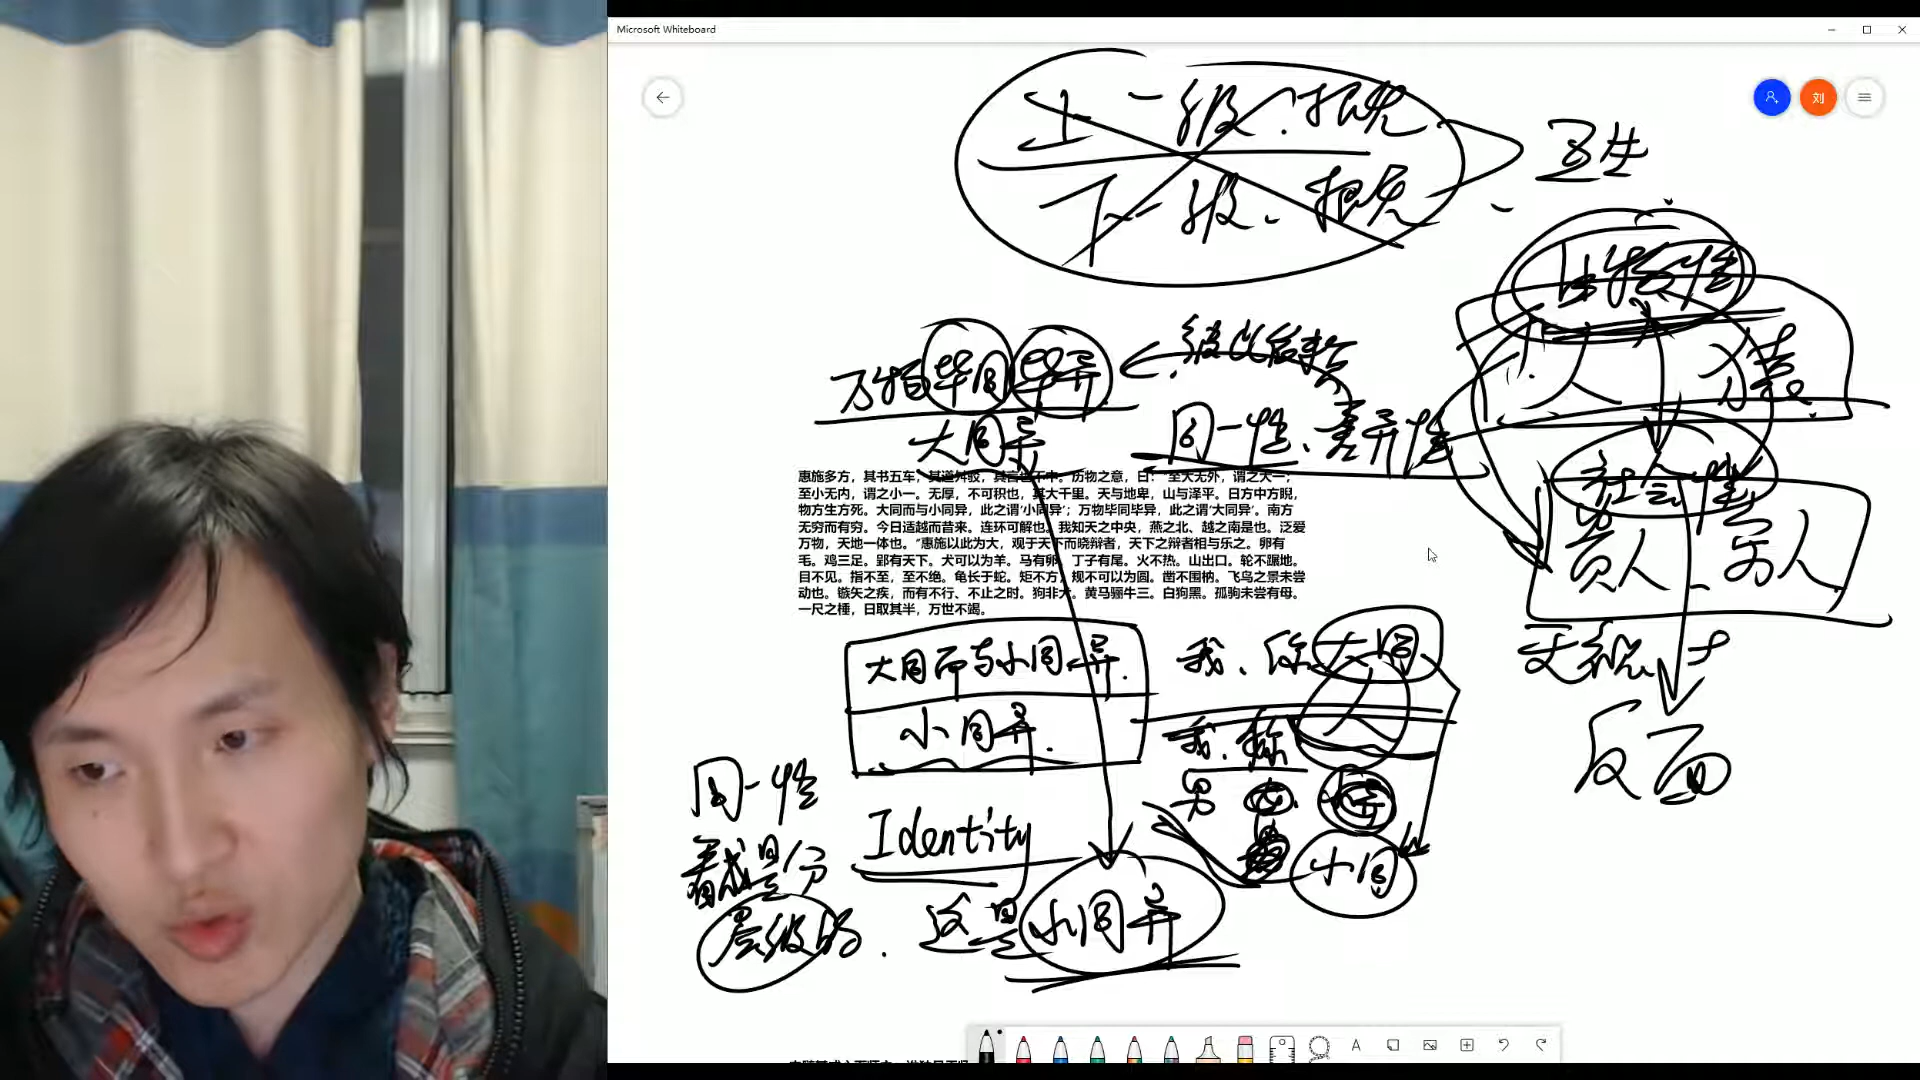 Microsoft Whiteboard
刘
上一级.概念
下一级.概念
万物毕同毕异
大同异
同一性.差异性
生物性
社会性
穷人
反面
惠施多方，其书五车，其道舛驳，其言也不中。历物之意，曰：“至大无外，谓之大一；
至小无内，谓之小一。无厚，不可积也，其大千里。天与地卑，山与泽平。日方中方睨，
物方生方死。大同而与小同异，此之谓‘小同异’；万物毕同毕异，此之谓‘大同异’。南方
无穷而有穷。今日适越而昔来。连环可解也。我知天之中央，燕之北、越之南是也。泛爱
万物，天地一体也。”惠施以此为大，观于天下而晓辩者，天下之辩者相与乐之。卵有
毛。鸡三足。郢有天下。犬可以为羊。马有卵。丁子有尾。火不热。山出口。轮不蹍地。
目不见。指不至，至不绝。龟长于蛇。矩不方，规不可以为圆。凿不围枘。飞鸟之景未尝
动也。镞矢之疾，而有不行、不止之时。狗非犬。黄马骊牛三。白狗黑。孤驹未尝有母。
一尺之棰，日取其半，万世不竭。
大同而与小同异.
小同异.
我、你大同
人
我.你
男
小同
同一性
看成是分
层级的.
Identity
这是小同异